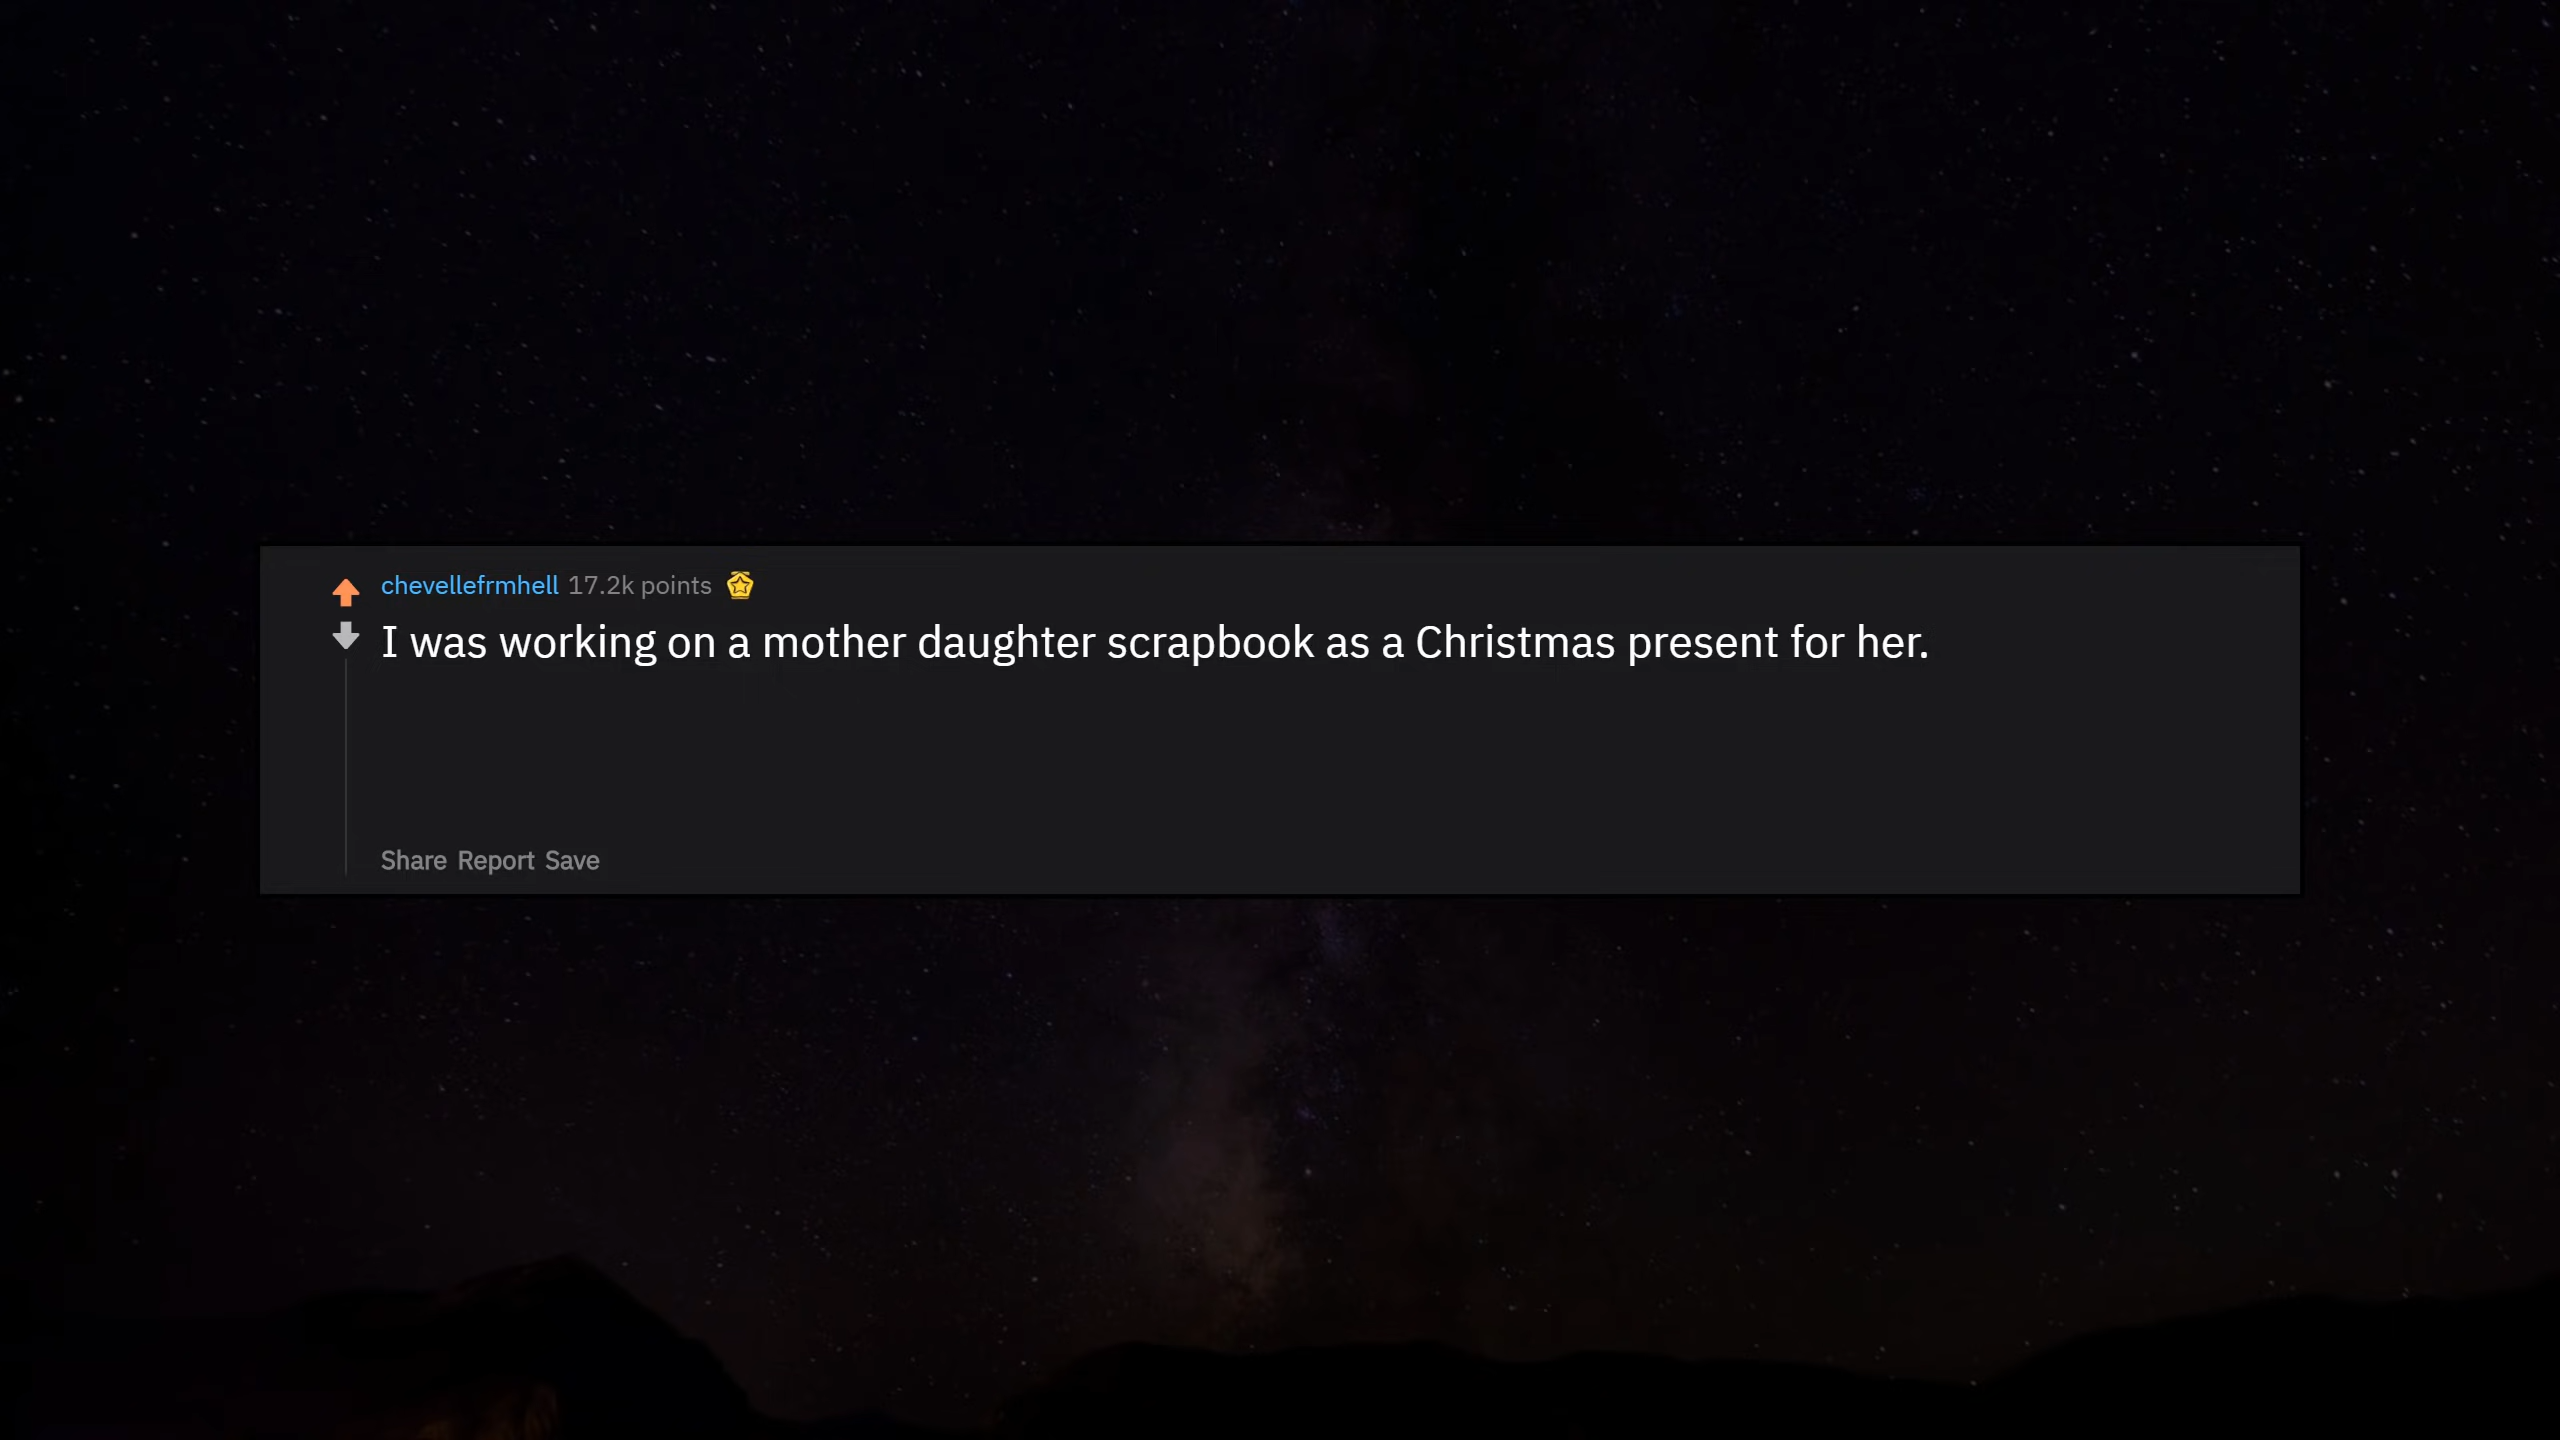 chevellefrmhell 17.2k points
I was working on a mother daughter scrapbook as a Christmas present for her.
Share Report Save